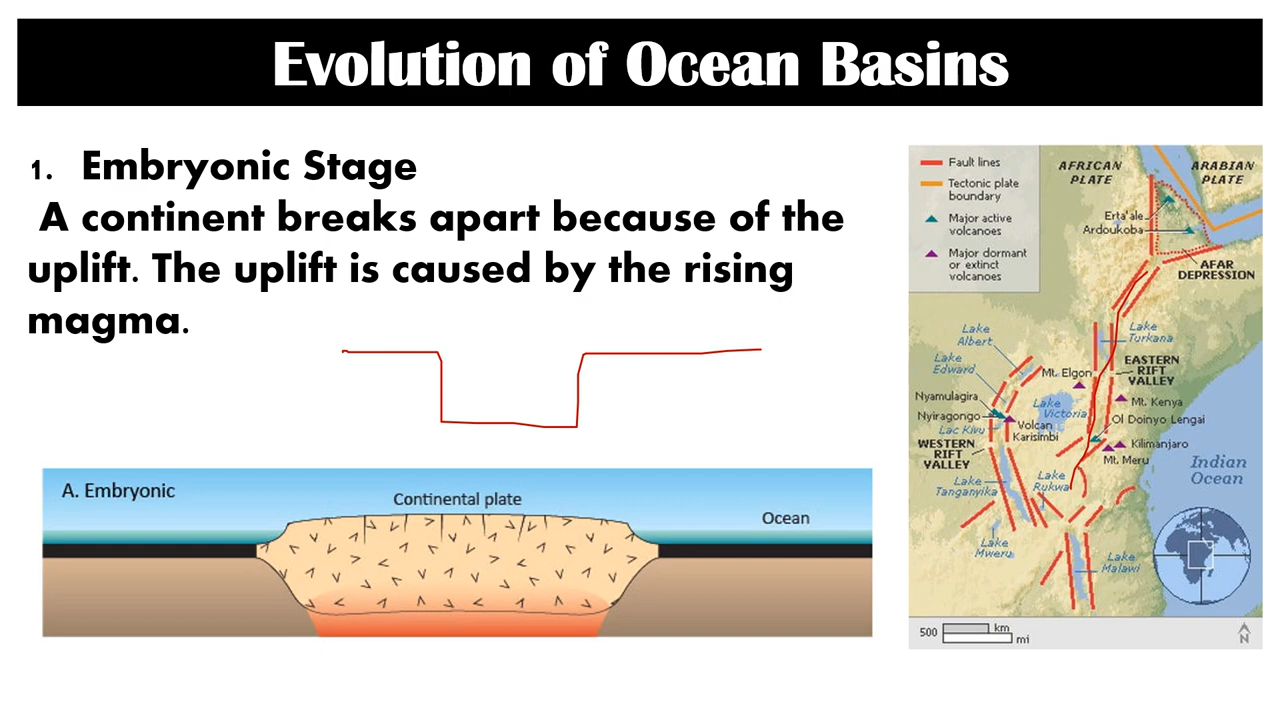 Evolution of Ocean Basins
1. Embryonic Stage
A continent breaks apart because of the
uplift. The uplift is caused by the rising
magma.
A. Embryonic
Continental plate
Ocean
Fault lines
Tectonic plate
boundary
Major active
volcanoes
Major dormant
or extinct
volcanoes
AFRICAN
PLATE
ARABIAN
PLATE
Erta'ale
Ardoukoba
AFAR
DEPRESSION
Lake
Albert
Lake
Turkana
Lake
Edward
Mt. Elgon
EASTERN
RIFT
VALLEY
Nyamulagira
Nyiragongo
Lac Kivu
Lake
Victoria
Mt. Kenya
Ol Doinyo Lengai
Volcan
Karisimbi
WESTERN
RIFT
VALLEY
Kilimanjaro
Mt. Meru
Indian
Ocean
Lake
Tanganyika
Lake
Rukwa
Lake
Mweru
Lake
Malawi
500
km
mi
N